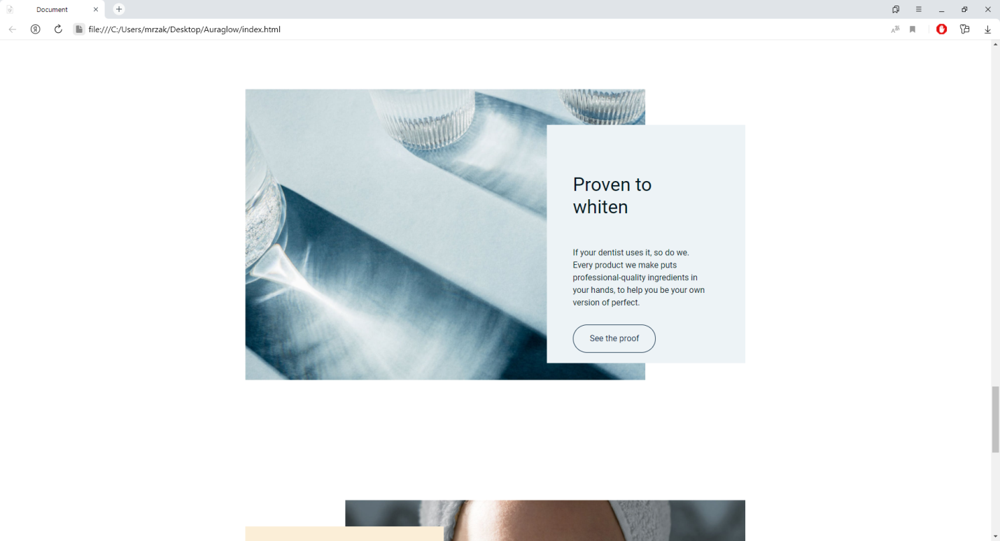 Document
file:///C:/Users/mrzak/Desktop/Auraglow/index.html
Proven to
whiten
If your dentist uses it, so do we.
Every product we make puts
professional-quality ingredients in
your hands, to help you be your own
version of perfect.
See the proof